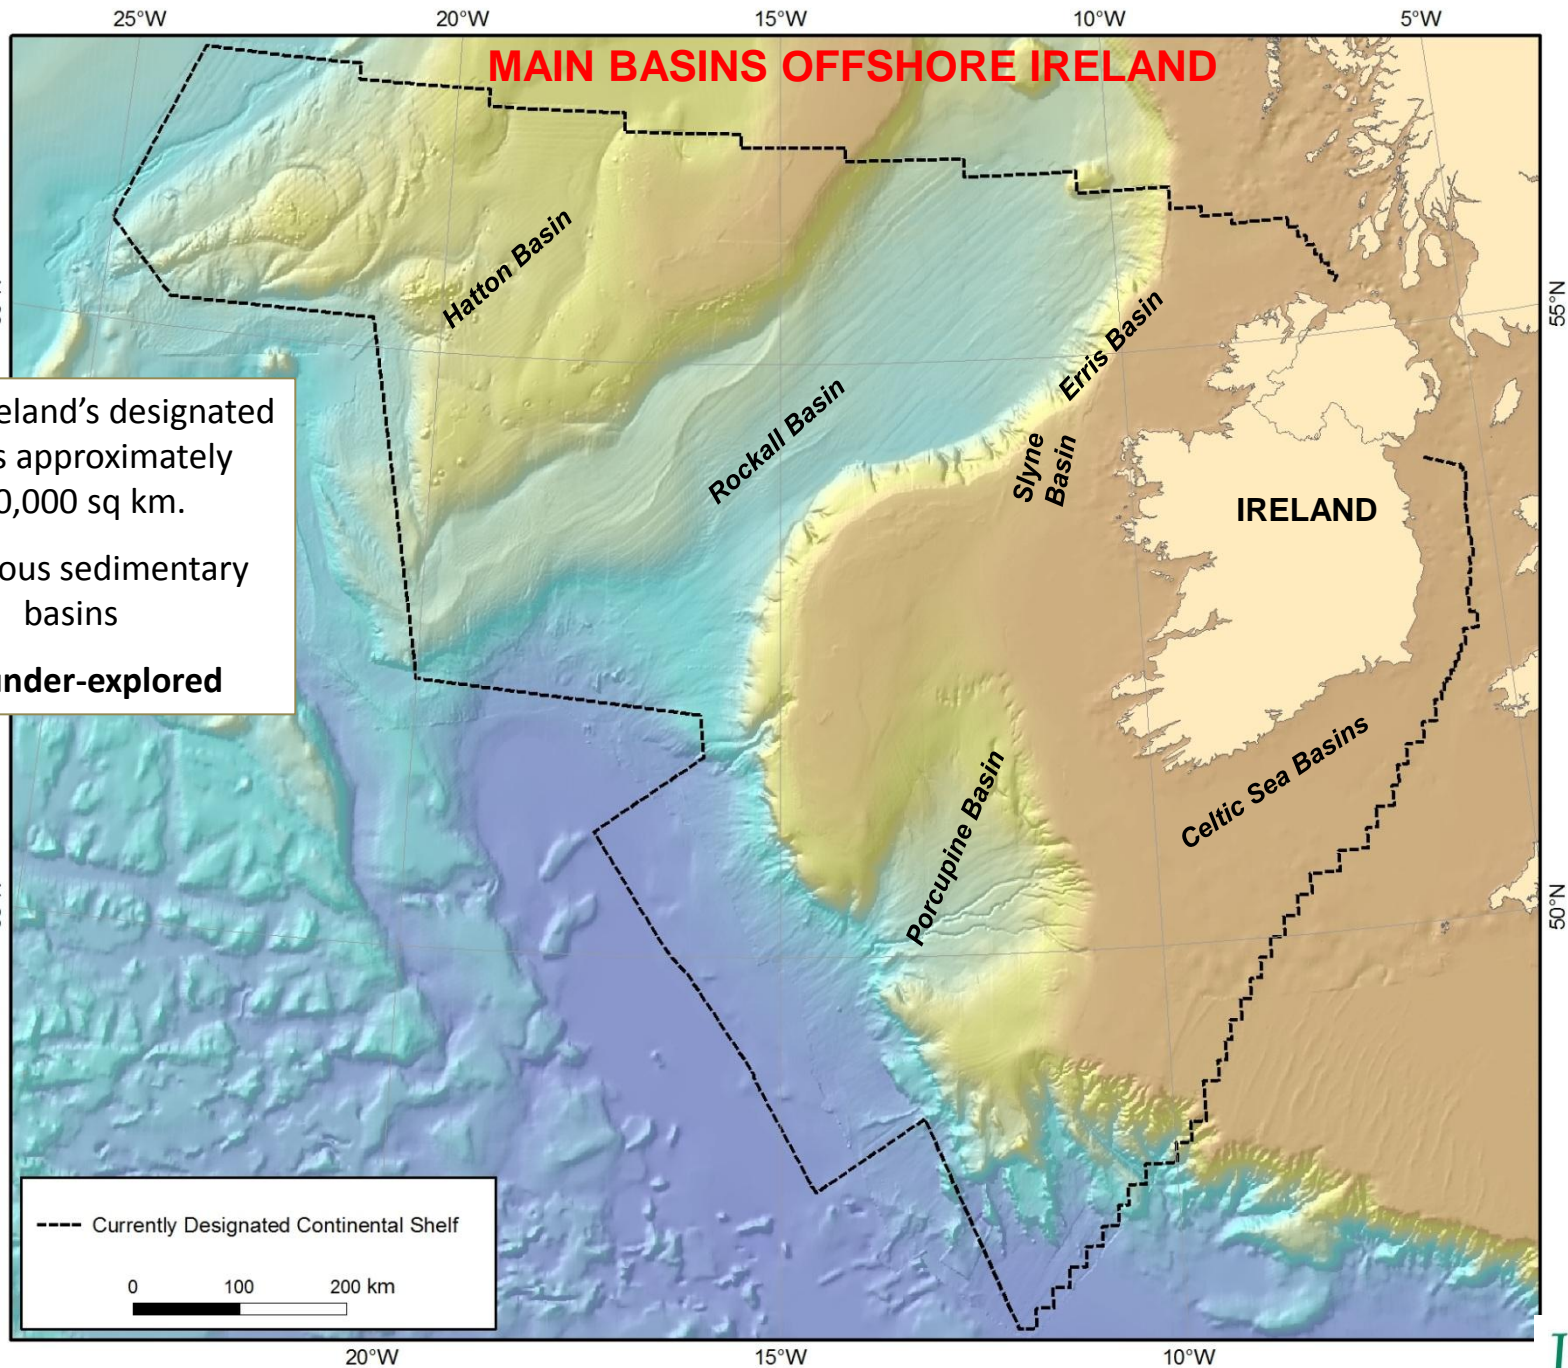 25°W 20°W 15°W 10°W 5°W
MAIN BASINS OFFSHORE IRELAND
Hatton Basin
55°N
Erris Basin
Rockall Basin
eland's designated
s approximately
0,000 sq km.
ous sedimentary
basins
nder-explored
Slyne
Basin
IRELAND
Celtic Sea Basins
Porcupine Basin
50°N
Currently Designated Continental Shelf
0 100 200 km
20°W 15°W 10°W